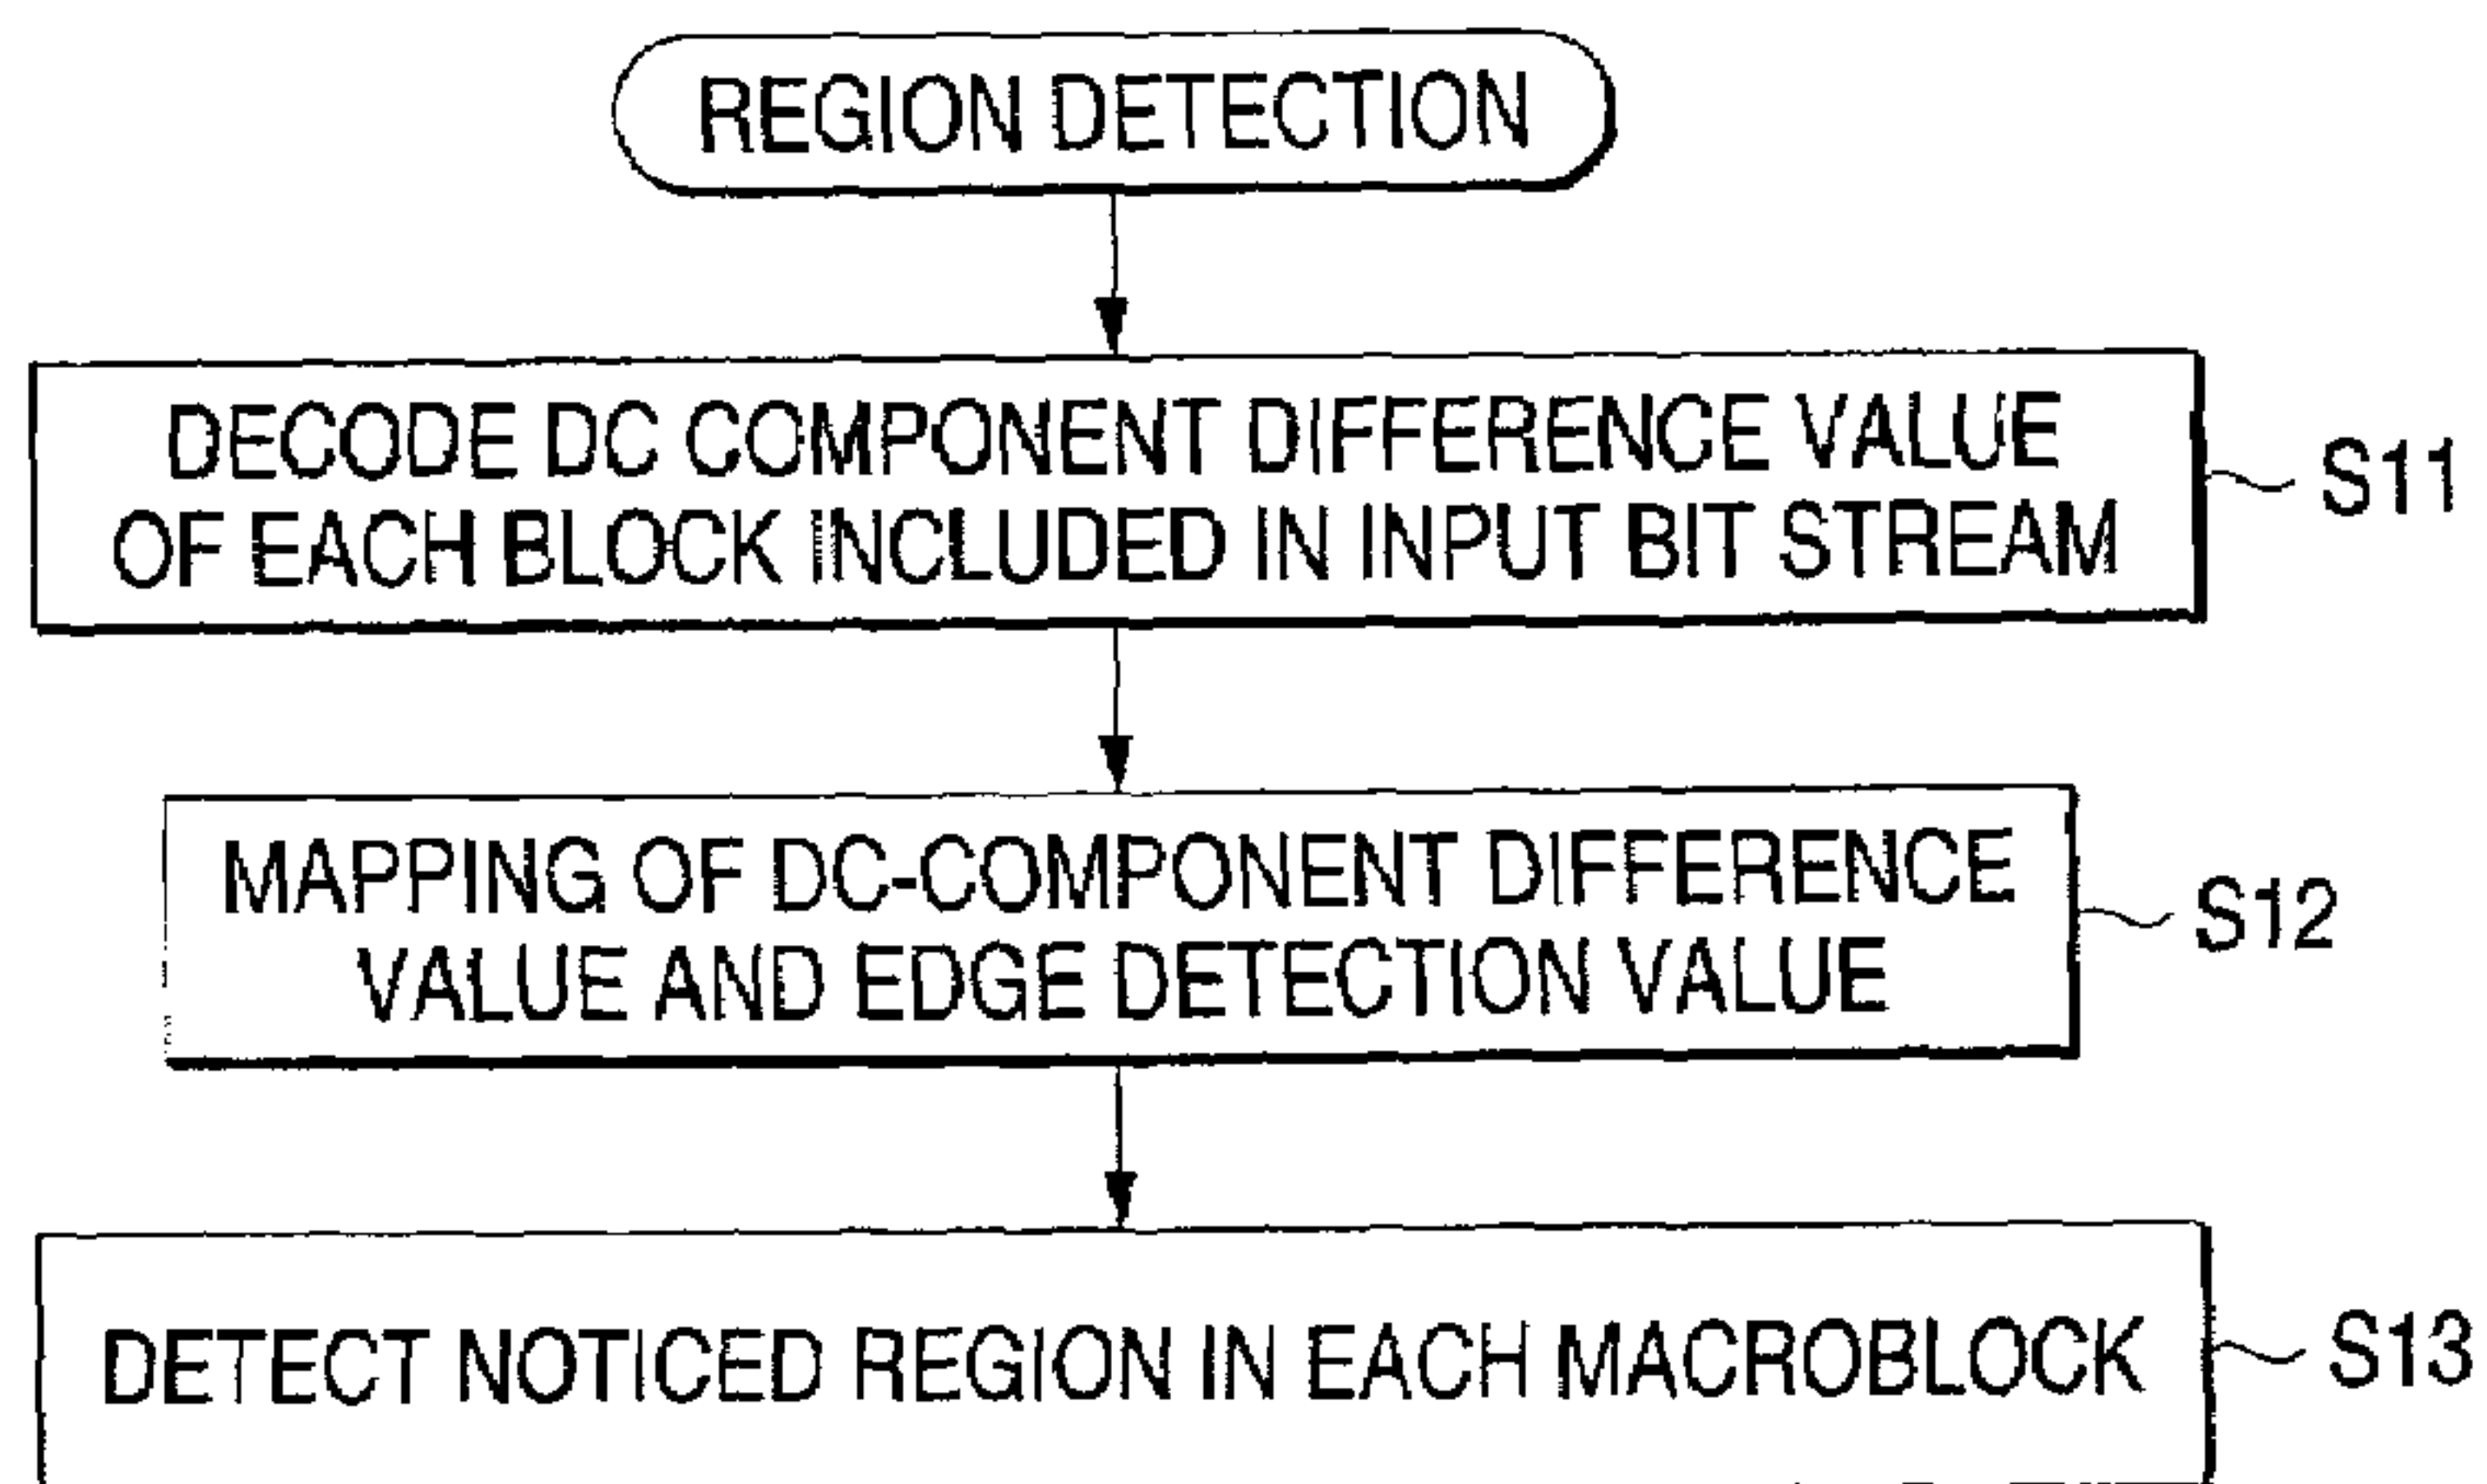 REGION DETECTION
DECODE DC COMPONENT DIFFERENCE VALUE
OF EACH BLOCK INCLUDED IN INPUT BIT STREAM
S11
MAPPING OF DC-COMPONENT DIFFERENCE
VALUE AND EDGE DETECTION VALUE
S12
DETECT NOTICED REGION IN EACH MACROBLOCK
S13